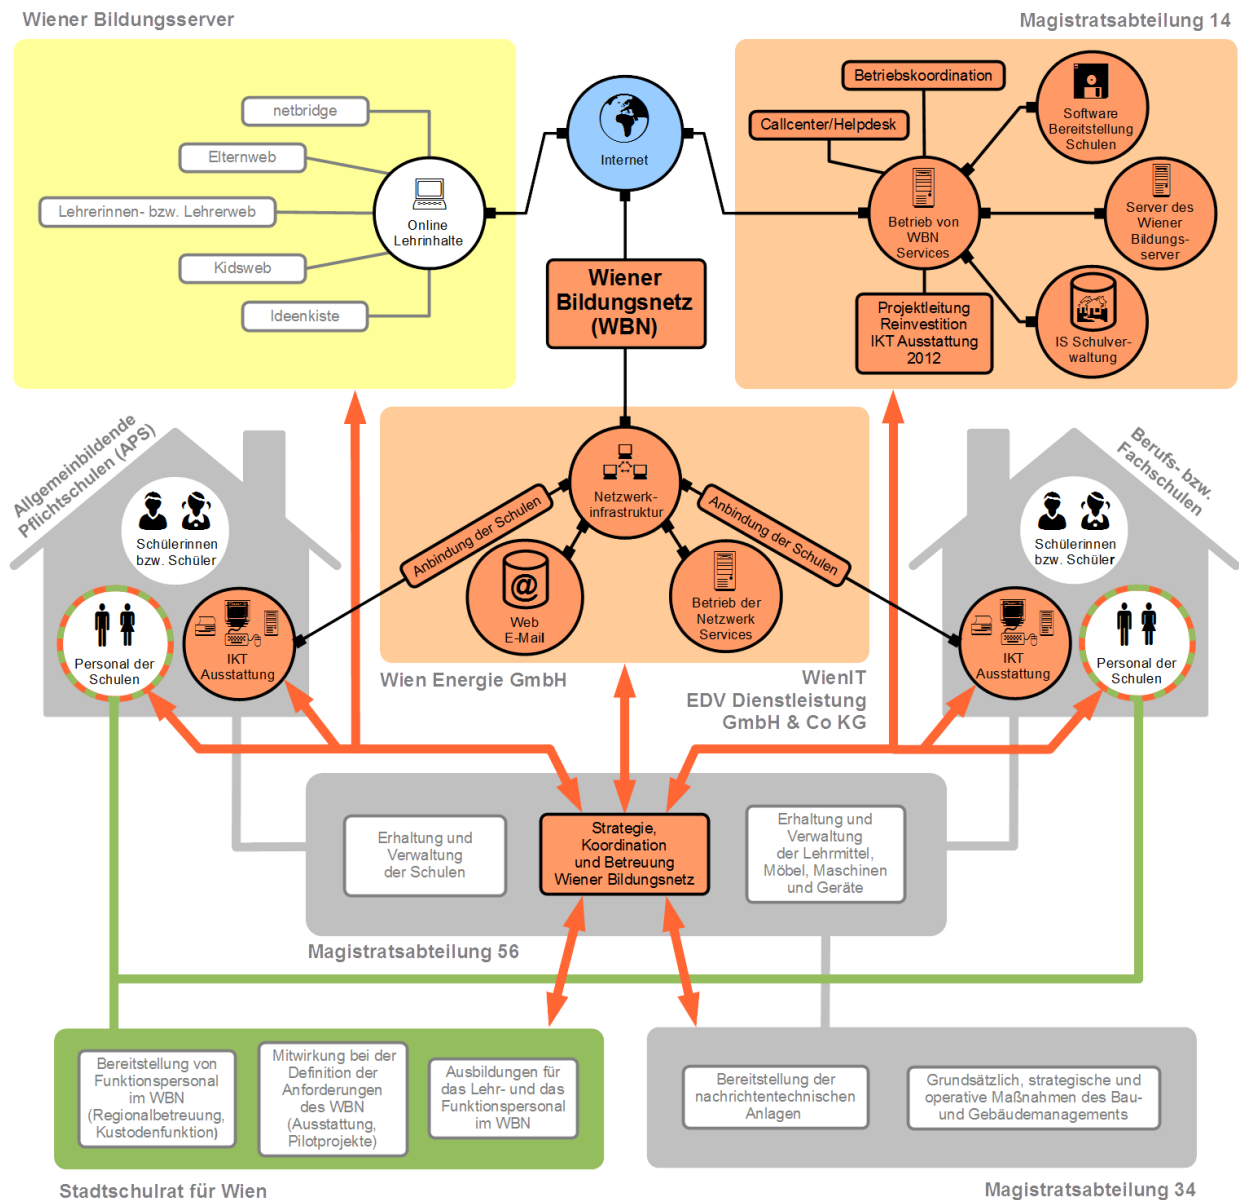 Wiener Bildungsserver
Magistratsabteilung 14
netbridge
Elternweb
Lehrerinnen- bzw. Lehrerweb
Kidsweb
Ideenkiste
Online
Lehrinhalte
Internet
Wiener
Bildungsnetz
(WBN)
Betriebskoordination
Callcenter/Helpdesk
Betrieb von
WBN
Services
Projektleitung
Reinvestition
IKT Ausstattung
2012
Software
Bereitstellung
Schulen
Server des
Wiener
Bildungs-
server
IS Schulver-
waltung
Allgemeinbildende
Pflichtschulen (APS)
Schülerinnen
bzw. Schüler
Personal der
Schulen
IKT
Ausstattung
Anbindung der Schulen
Netzwerk-
infrastruktur
@
Web
E-Mail
Betrieb der
Netzwerk
Services
Anbindung der Schulen
Wien Energie GmbH
WienIT
EDV Dienstleistung
GmbH & Co KG
Berufs- bzw.
Fachschulen
Schülerinnen
bzw. Schüler
IKT
Ausstattung
Personal der
Schulen
Erhaltung und
Verwaltung
der Schulen
Strategie,
Koordination
und Betreuung
Wiener Bildungsnetz
Erhaltung und
Verwaltung
der Lehrmittel,
Möbel, Maschinen
und Geräte
Magistratsabteilung 56
Bereitstellung von
Funktionspersonal
im WBN
(Regionalbetreuung,
Kustodenfunktion)
Mitwirkung bei der
Definition der
Anforderungen
des WBN
(Ausstattung,
Pilotprojekte)
Ausbildungen für
das Lehr- und das
Funktionspersonal
im WBN
Stadtschulrat für Wien
Bereitstellung der
nachrichtentechnischen
Anlagen
Grundsätzlich, strategische und
operative Maßnahmen des Bau-
und Gebäudemanagements
Magistratsabteilung 34